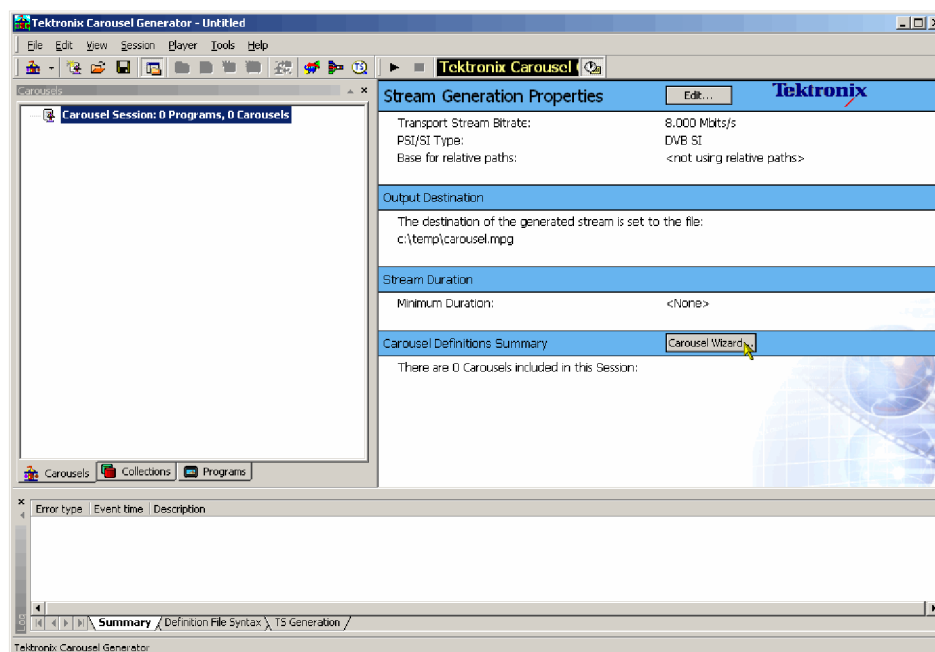 Tektronix Carousel Generator - Untitled
File Edit View Session Player Tools Help
Tektronix Carousel
Carousels
Carousel Session: 0 Programs, 0 Carousels
Carousels Collections Programs
Stream Generation Properties Edit... Tektronix
Transport Stream Bitrate: 8.000 Mbits/s
PSI/SI Type: DVB SI
Base for relative paths: <not using relative paths>
Output Destination
The destination of the generated stream is set to the file:
c:\temp\carousel.mpg
Stream Duration
Minimum Duration: <None>
Carousel Definitions Summary Carousel Wizard...
There are 0 Carousels included in this Session:
Error type Event time Description
LOG
Summary Definition File Syntax TS Generation
Tektronix Carousel Generator